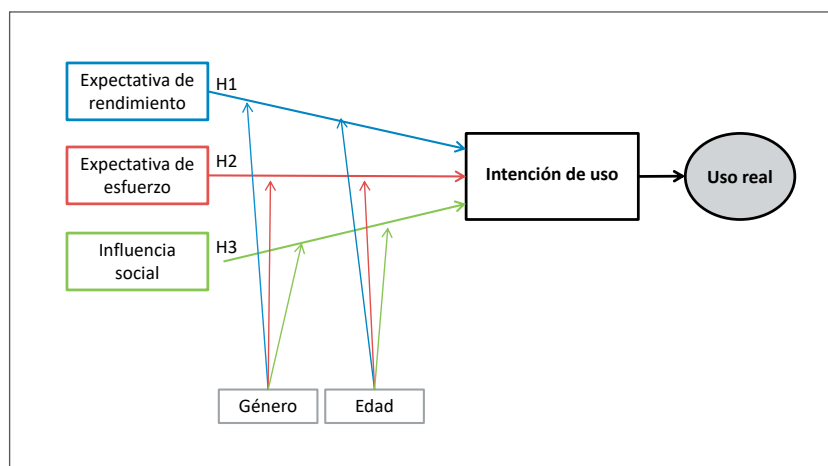 Expectativa de
rendimiento
H1
Expectativa de
esfuerzo
H2
Influencia
social
H3
Intención de uso
Uso real
Género
Edad